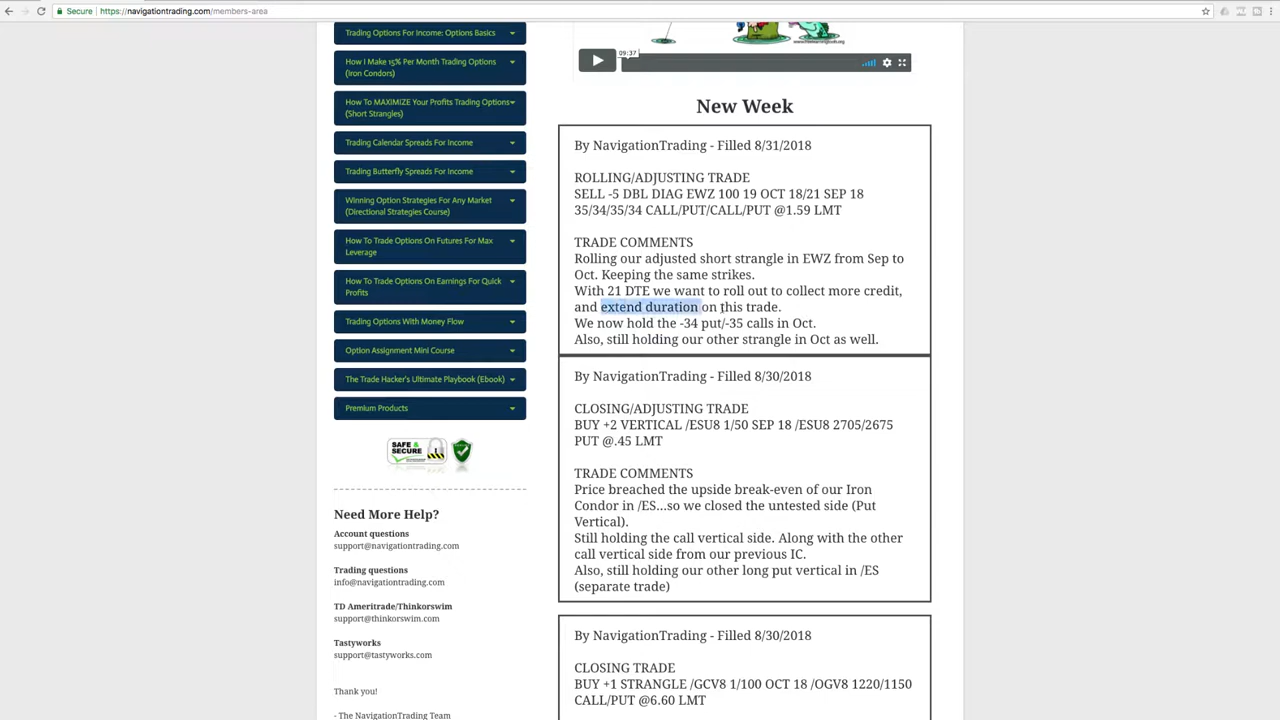 Secure
https://navigationtrading.com/members-area
Trading Options For Income: Options Basics
How I Make 15% Per Month Trading Options
(Iron Condors)
How To MAXIMIZE Your Profits Trading Options
(Short Strangles)
Trading Calendar Spreads For Income
Trading Butterfly Spreads For Income
Winning Option Strategies For Any Market
(Directional Strategies Course)
How To Trade Options On Futures For Max
Leverage
How To Trade Options On Earnings For Quick
Profits
Trading Options With Money Flow
Option Assignment Mini Course
The Trade Hacker's Ultimate Playbook (Ebook)
Premium Products
SAFE &
SECURE
Need More Help?
Account questions
support@navigationtrading.com
Trading questions
info@navigationtrading.com
TD Ameritrade/Thinkorswim
support@thinkorswim.com
Tastyworks
support@tastyworks.com
Thank you!
- The NavigationTrading Team
09:37
New Week
By NavigationTrading - Filled 8/31/2018
ROLLING/ADJUSTING TRADE
SELL -5 DBL DIAG EWZ 100 19 OCT 18/21 SEP 18
35/34/35/34 CALL/PUT/CALL/PUT @1.59 LMT
TRADE COMMENTS
Rolling our adjusted short strangle in EWZ from Sep to
Oct. Keeping the same strikes.
With 21 DTE we want to roll out to collect more credit,
and extend duration on this trade.
We now hold the -34 put/-35 calls in Oct.
Also, still holding our other strangle in Oct as well.
By NavigationTrading - Filled 8/30/2018
CLOSING/ADJUSTING TRADE
BUY +2 VERTICAL /ESU8 1/50 SEP 18 /ESU8 2705/2675
PUT @.45 LMT
TRADE COMMENTS
Price breached the upside break-even of our Iron
Condor in /ES...so we closed the untested side (Put
Vertical).
Still holding the call vertical side. Along with the other
call vertical side from our previous IC.
Also, still holding our other long put vertical in /ES
(separate trade)
By NavigationTrading - Filled 8/30/2018
CLOSING TRADE
BUY +1 STRANGLE /GCV8 1/100 OCT 18 /OGV8 1220/1150
CALL/PUT @6.60 LMT